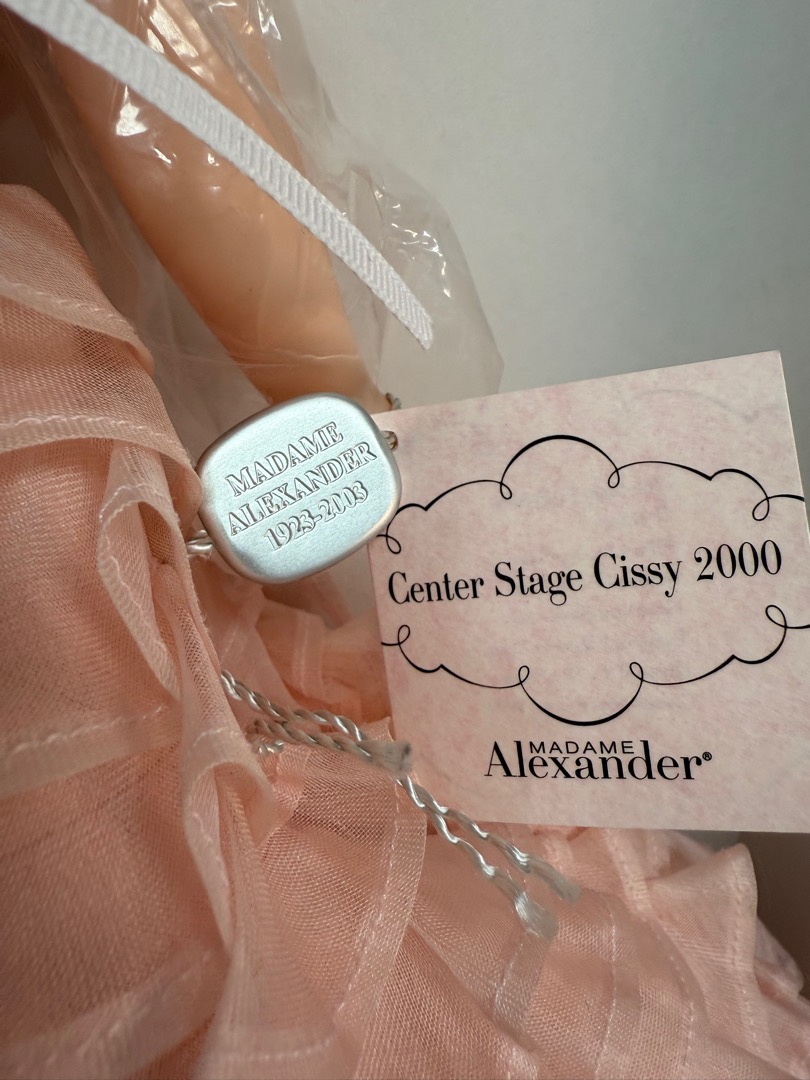 MADAME
ALEXANDER
1923-2003
Center Stage Cissy 2000
MADAME
Alexander®